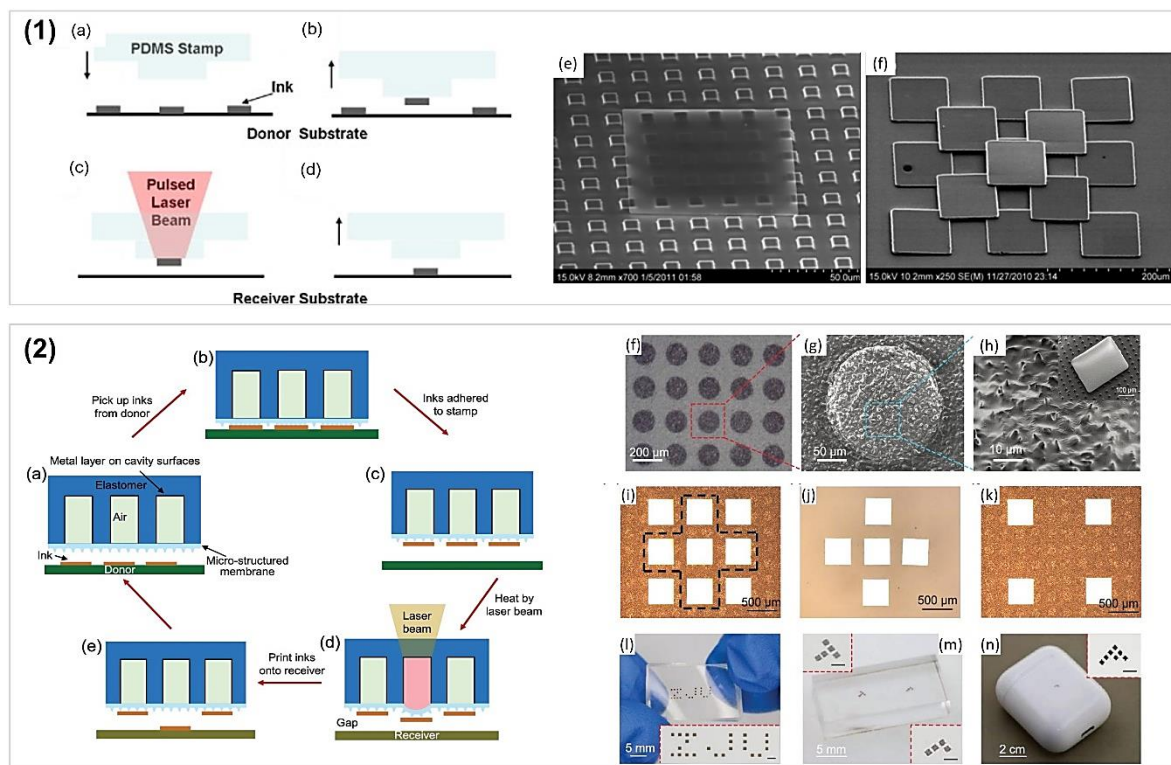 (1)
(a)
PDMS Stamp
Ink
(b)
Donor Substrate
(c)
Pulsed
Laser
Beam
(d)
Receiver Substrate
(e)
15.0kV 8.2mm x700 1/5/2011 01:58
50.0um
(f)
15.0kV 10.2mm x250 SE(M) 11/27/2010 23:14
200um
(2)
(b)
Pick up inks
from donor
Inks adhered
to stamp
Metal layer on cavity surfaces
(a)
Elastomer
Air
Ink
Donor
Micro-structured
membrane
(c)
Heat by
laser beam
Laser
beam
(d)
(e)
Print inks
onto receiver
Gap
Receiver
(f)
200 µm
(g)
50 µm
(h)
100 µm
10 µm
(i)
500 µm
(j)
500 µm
(k)
500 µm
(l)
ZJU
ZJU
5 mm
(m)
5 mm
(n)
2 cm